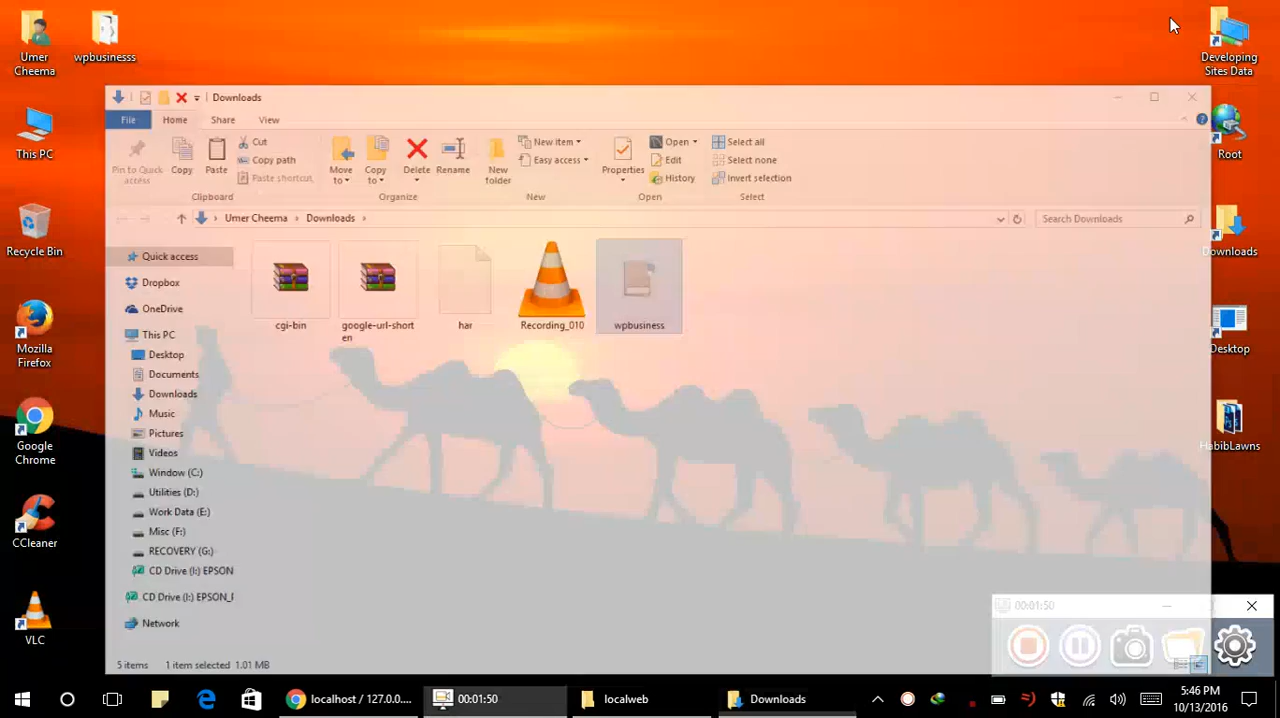 Umer
Cheema
wpbusinesss
Developing
Sites Data
This PC
Root
Recycle Bin
Downloads
Mozilla
Firefox
Desktop
Google
Chrome
HabibLawns
CCleaner
VLC
Downloads
File
Home
Share
View
Pin to Quick
access
Copy
Paste
Cut
Copy path
Paste shortcut
Clipboard
Move
to
Copy
to
Delete
Rename
Organize
New
folder
New item
Easy access
New
Properties
Open
Edit
History
Open
Select all
Select none
Invert selection
Select
Umer Cheema
Downloads
Search Downloads
Quick access
Dropbox
OneDrive
This PC
Desktop
Documents
Downloads
Music
Pictures
Videos
Window (C:)
Utilities (D:)
Work Data (E:)
Misc (F:)
RECOVERY (G:)
CD Drive (I:) EPSON
CD Drive (I:) EPSON_
Network
cgi-bin
google-url-short
en
har
Recording_010
wpbusiness
5 items
1 item selected
1.01 MB
00:01:50
localhost / 127.0.0....
00:01:50
localweb
Downloads
5:46 PM
10/13/2016